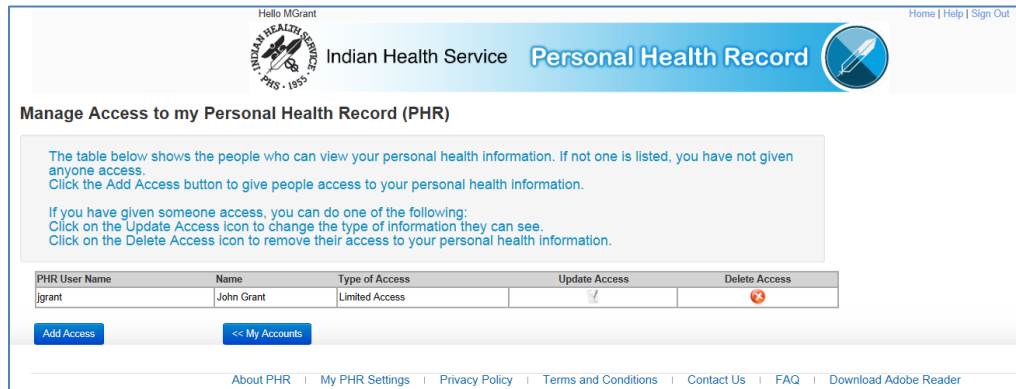 Hello MGrant
Home | Help | Sign Out
INDIAN HEALTH SERVICE
PHS - 1955
Indian Health Service Personal Health Record
Manage Access to my Personal Health Record (PHR)
The table below shows the people who can view your personal health information. If not one is listed, you have not given
anyone access.
Click the Add Access button to give people access to your personal health information.
If you have given someone access, you can do one of the following:
Click on the Update Access icon to change the type of information they can see.
Click on the Delete Access icon to remove their access to your personal health information.
PHR User Name Name Type of Access Update Access Delete Access
jgrant John Grant Limited Access
Add Access << My Accounts
About PHR | My PHR Settings | Privacy Policy | Terms and Conditions | Contact Us | FAQ | Download Adobe Reader